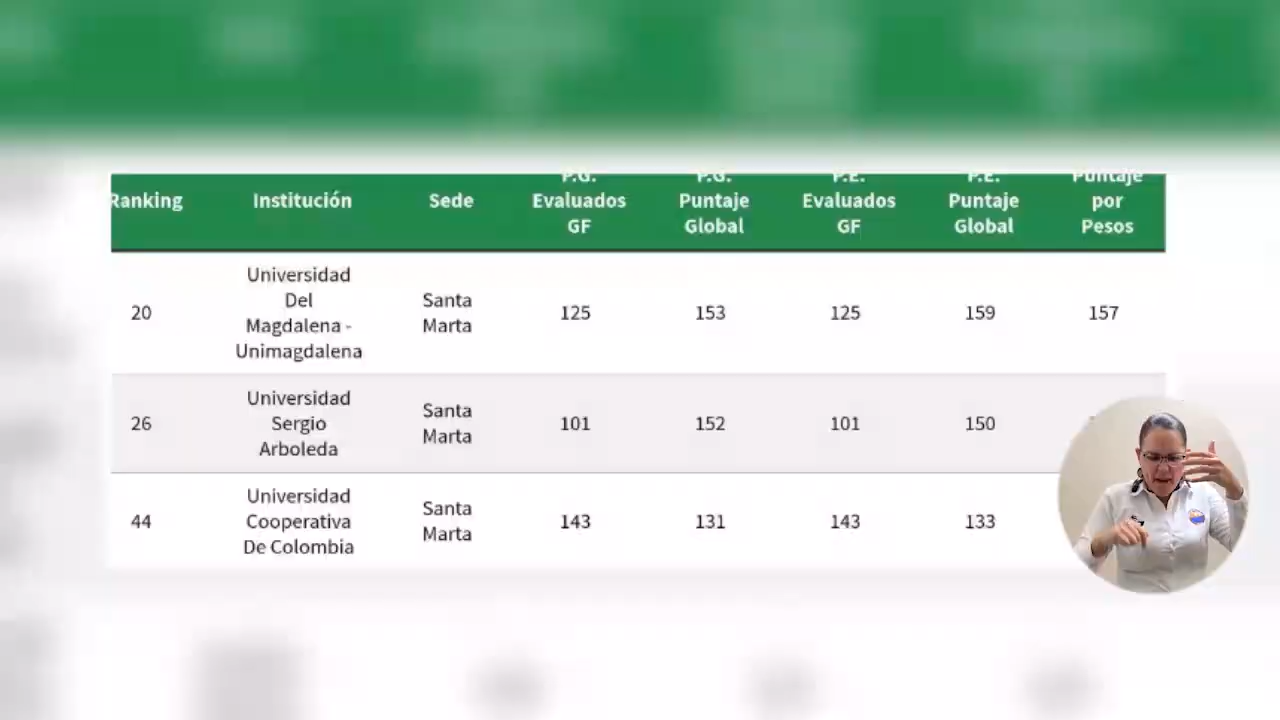 P.G. P.G. P.E. P.E. Puntaje
Ranking Institución Sede Evaluados Puntaje Evaluados Puntaje por
GF Global GF Global Pesos
Universidad
Del
20 Magdalena - Santa Marta 125 153 125 159 157
Unimagdalena
Universidad
26 Sergio Santa Marta 101 152 101 150
Arboleda
Universidad
44 Cooperativa Santa Marta 143 131 143 133
De Colombia